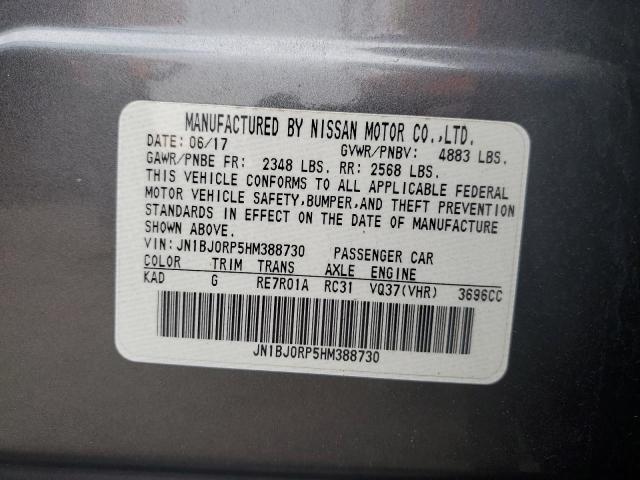 MANUFACTURED BY NISSAN MOTOR CO.,LTD.
DATE: 06/17 GVWR/PNBV: 4883 LBS.
GAWR/PNBE FR: 2348 LBS. RR: 2568 LBS.
THIS VEHICLE CONFORMS TO ALL APPLICABLE FEDERAL
MOTOR VEHICLE SAFETY,BUMPER,AND THEFT PREVENTION
STANDARDS IN EFFECT ON THE DATE OF MANUFACTURE
SHOWN ABOVE.
VIN:JN1BJ0RP5HM388730 PASSENGER CAR
COLOR TRIM TRANS AXLE ENGINE
KAD G RE7R01A RC31 VQ37(VHR) 3696CC
JN1BJ0RP5HM388730